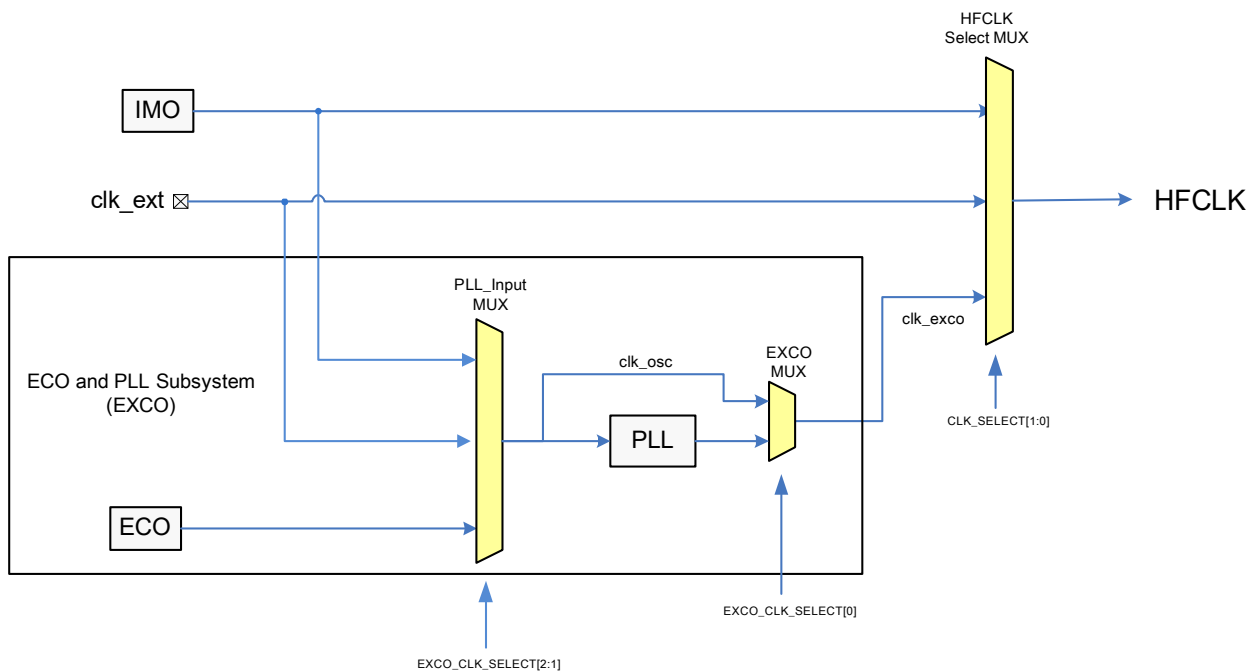 HFCLK
Select MUX
IMO
clk_ext
HFCLK
PLL_Input
MUX
clk_exco
EXCO
MUX
clk_osc
ECO and PLL Subsystem
(EXCO)
CLK_SELECT[1:0]
PLL
ECO
EXCO_CLK_SELECT[0]
EXCO_CLK_SELECT[2:1]